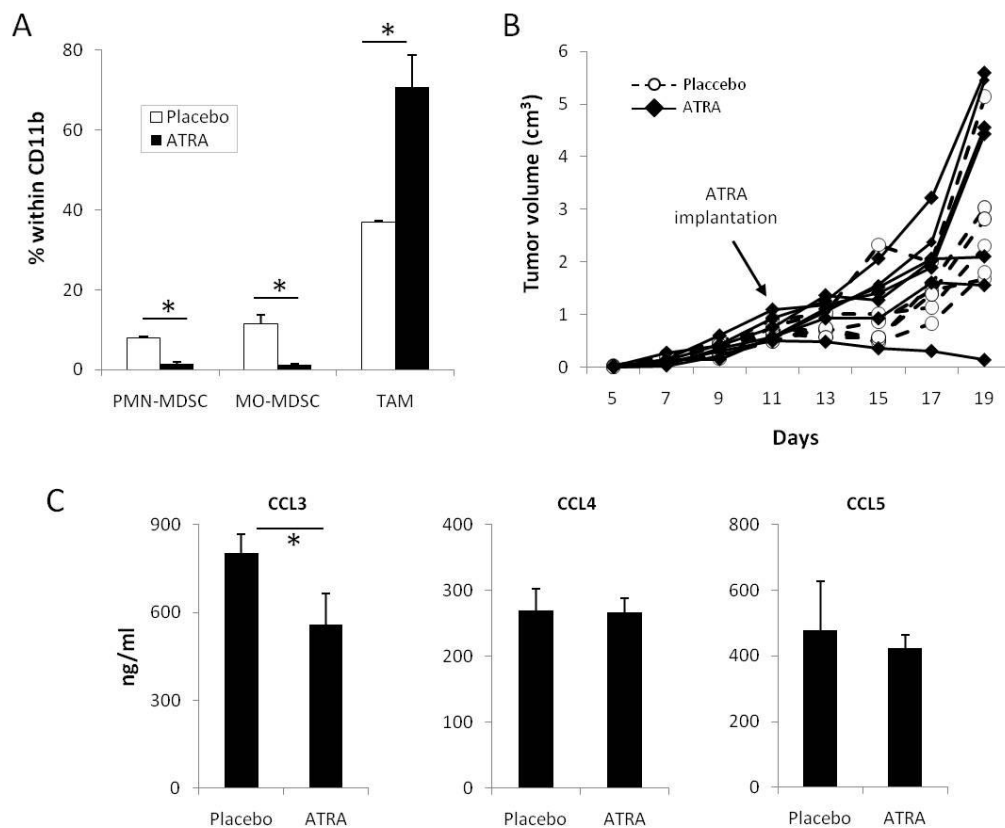 A
% within CD11b
80
60
40
20
0
Placebo
ATRA
*
*
*
PMN-MDSC MO-MDSC TAM
B
Tumor volume (cm³)
6
5
4
3
2
1
0
Placcebo
ATRA
ATRA
implantation
5 7 9 11 13 15 17 19
Days
C
CCL3
ng/ml
900
600
300
0
*
Placebo ATRA
CCL4
400
300
200
100
0
Placebo ATRA
CCL5
800
600
400
200
0
Placebo ATRA